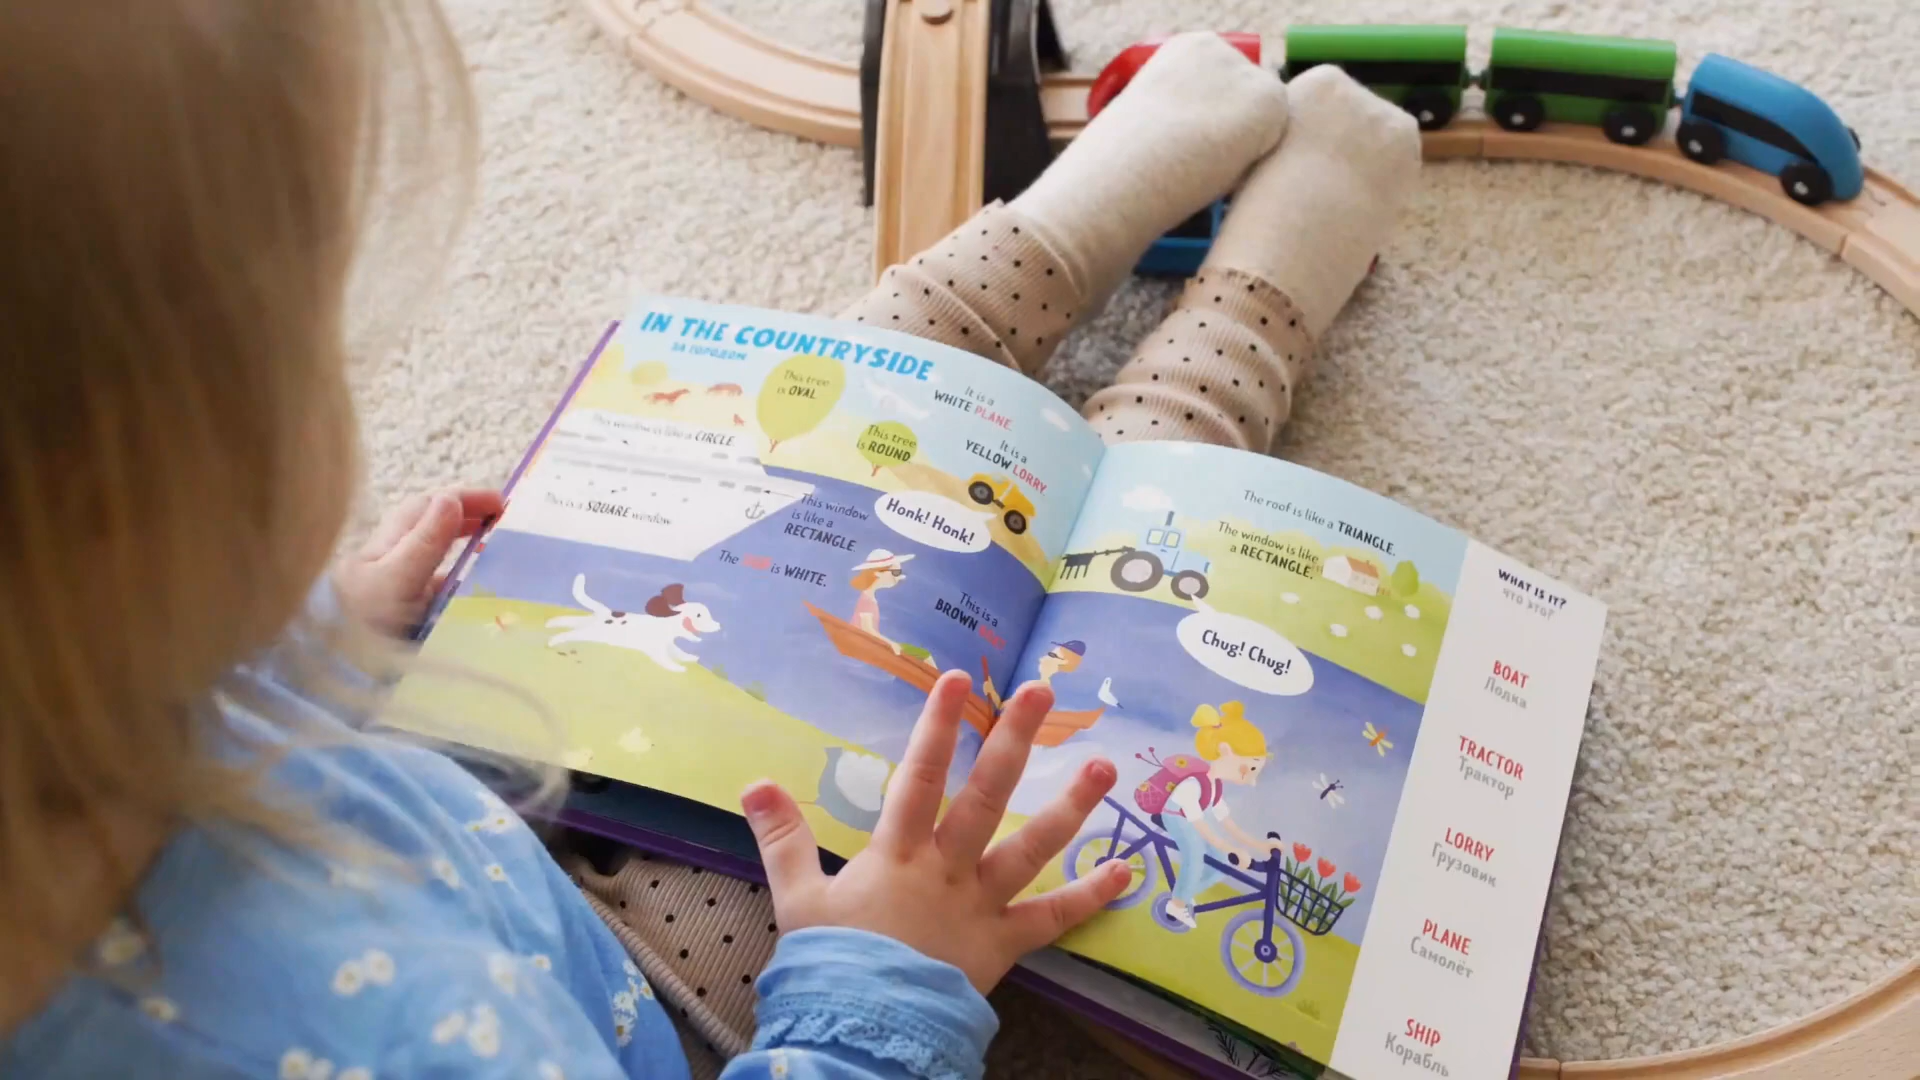 IN THE COUNTRYSIDE
ЗА ГОРОДОМ
This tree
is OVAL
It is a
WHITE PLANE.
This window is like a CIRCLE.
This tree
is ROUND
It is a
YELLOW LORRY.
This is a SQUARE window
This window
is like a
RECTANGLE.
Honk! Honk!
The is WHITE.
This is a
BROWN
The roof is like a TRIANGLE.
The window is like
a RECTANGLE.
Chug! Chug!
WHAT IS IT?
ЧТО ЭТО?
BOAT
Лодка
TRACTOR
Трактор
LORRY
Грузовик
PLANE
Самолёт
SHIP
Корабль